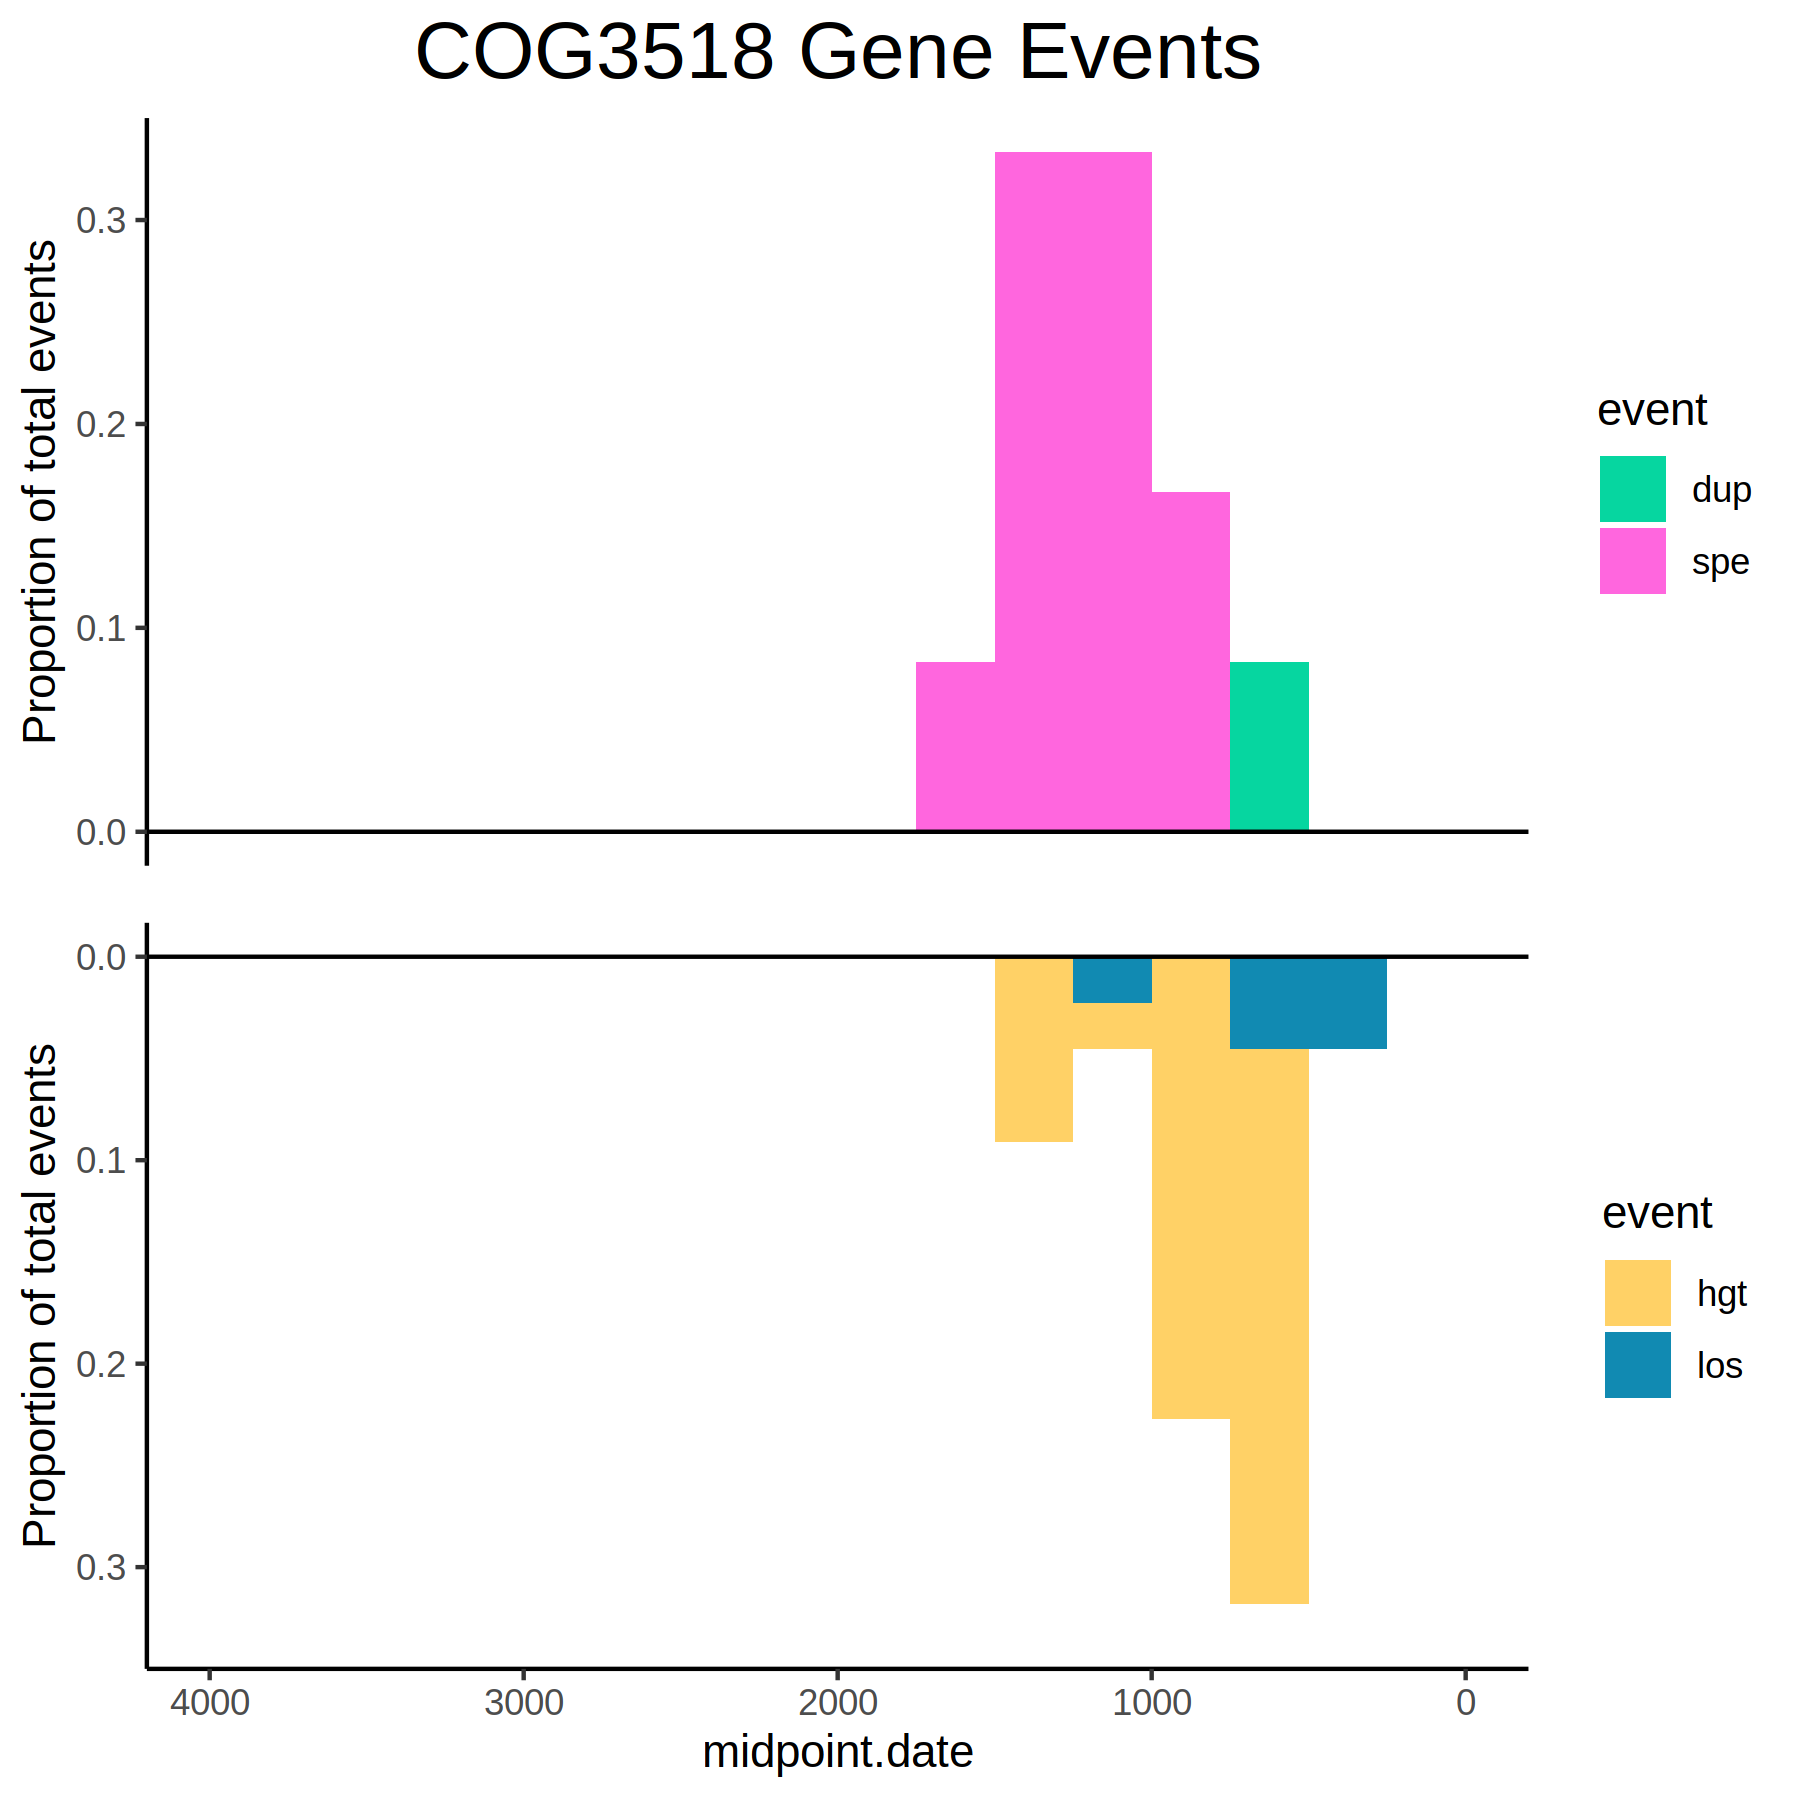 COG3518 Gene Events
Proportion of total events
0.3
0.2
0.1
0.0
event
dup
spe
Proportion of total events
0.0
0.1
0.2
0.3
event
hgt
los
4000 3000 2000 1000 0
midpoint.date